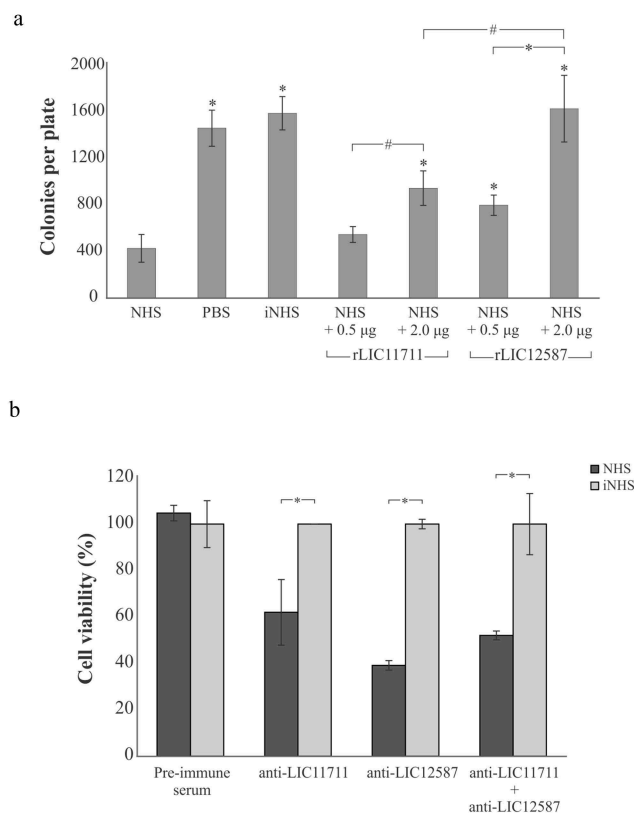 a
#
*
2000
1600
1200
800
400
0
Colonies per plate
*
*
#
*
*
*
NHS
PBS
iNHS
NHS
+ 0.5 μg
NHS
+ 2.0 μg
NHS
+ 0.5 μg
NHS
+ 2.0 μg
rLIC11711
rLIC12587
b
NHS
iNHS
120
100
80
60
40
20
0
Cell viability (%)
*
*
*
Pre-immune
serum
anti-LIC11711
anti-LIC12587
anti-LIC11711
+
anti-LIC12587